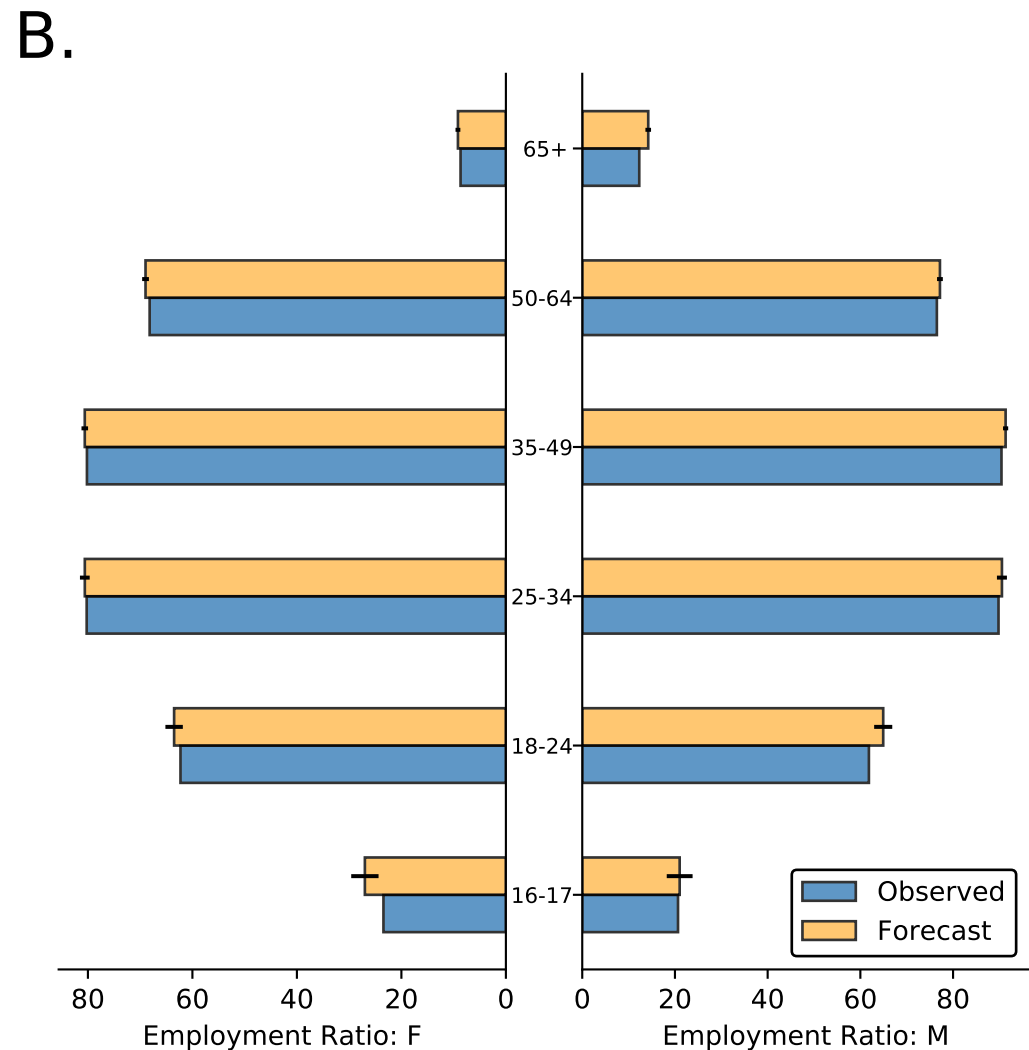 B.
65+
50-64
35-49
25-34
18-24
16-17
Observed
Forecast
80 60 40 20 0 0 20 40 60 80
Employment Ratio: F Employment Ratio: M